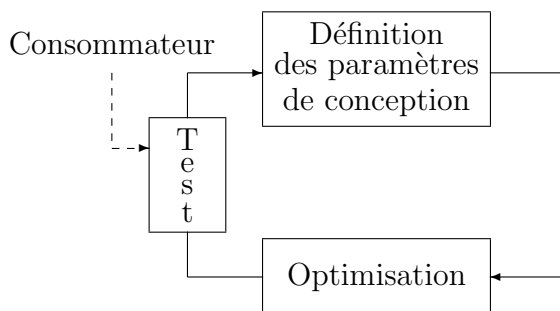 Consommateur
Définition
des paramètres
de conception
T
e
s
t
Optimisation